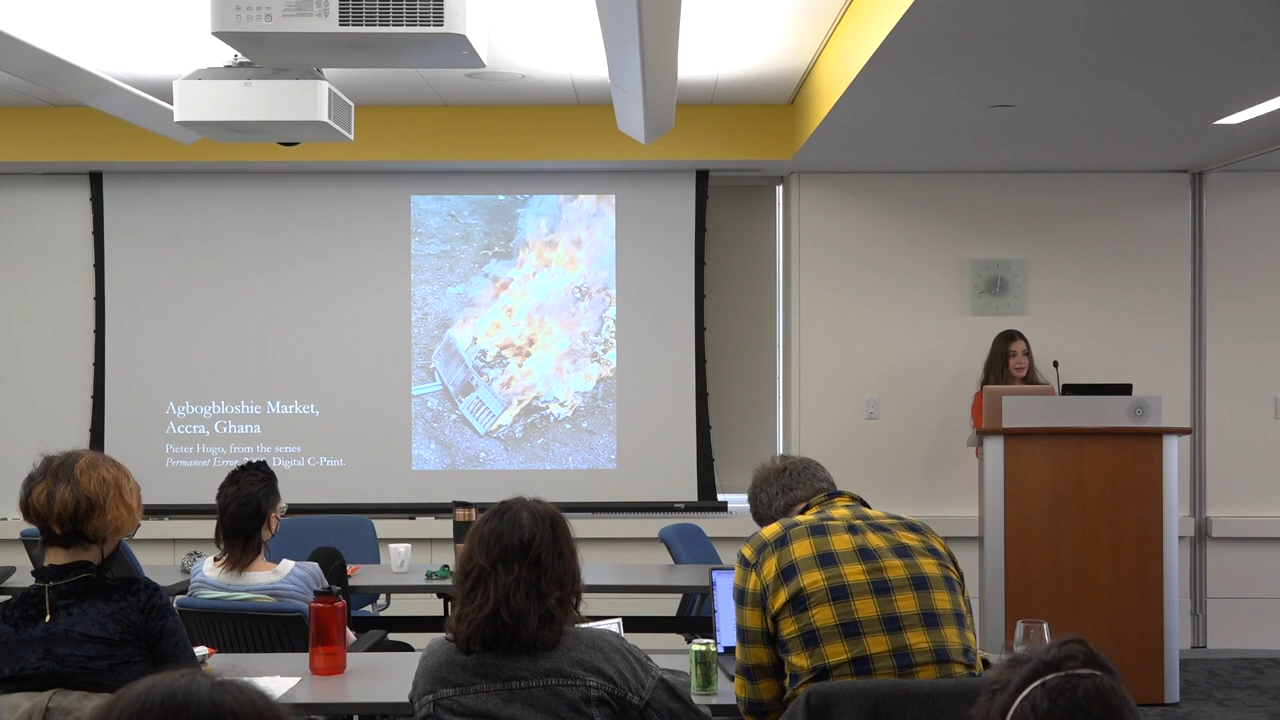 Agbogbloshie Market,
Accra, Ghana
Pieter Hugo, from the series
Permanent Error, Digital C-Print.